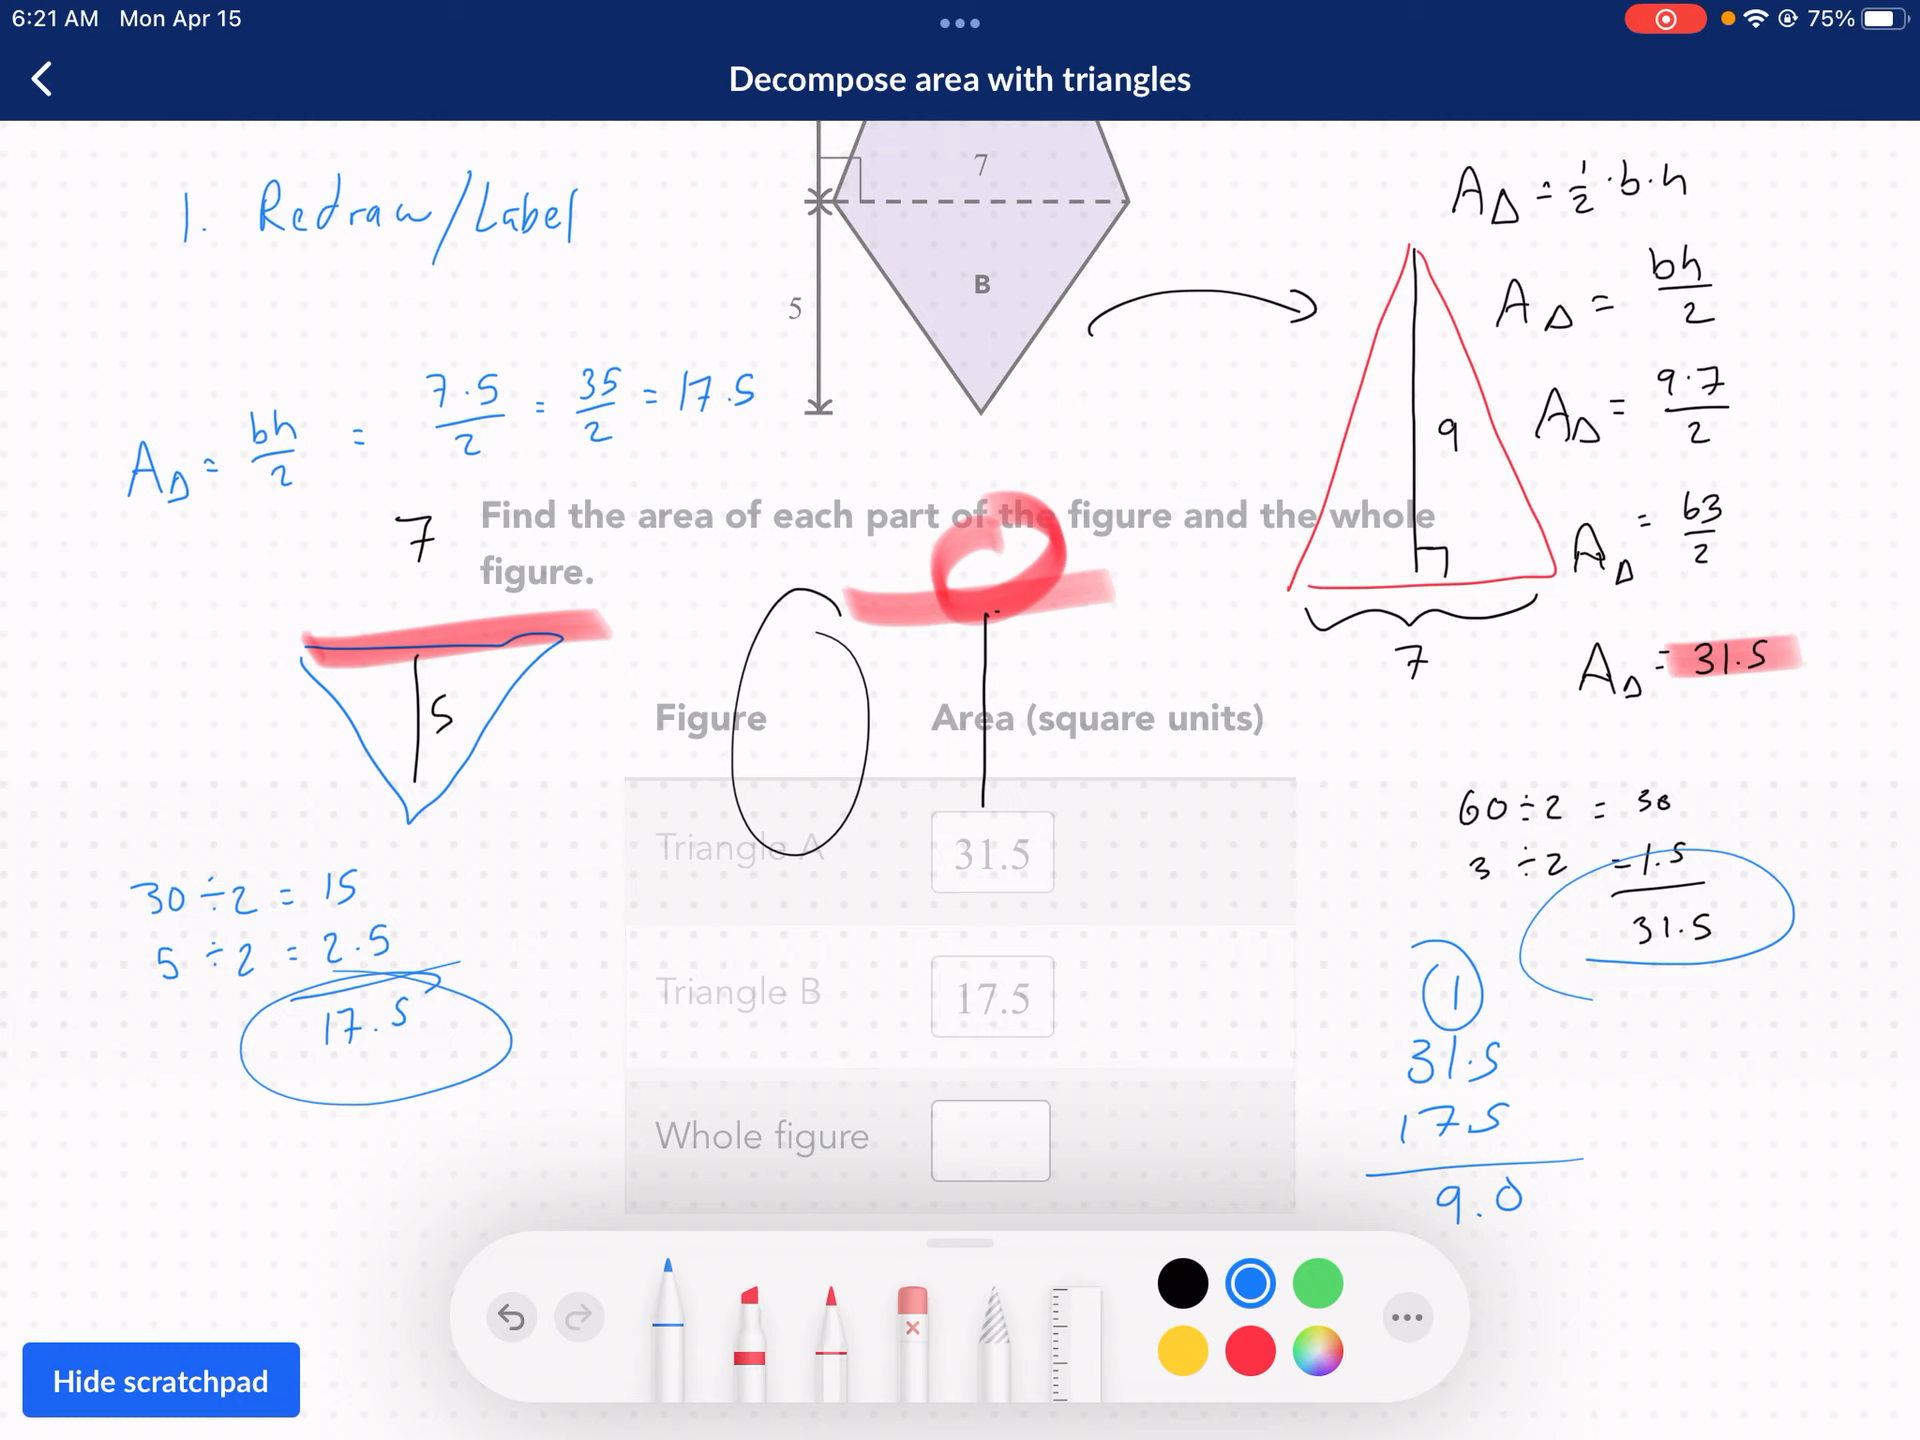 6:21 AM Mon Apr 15
75%
Decompose area with triangles
1. Redraw/Label
7
B
5
A△ = 1/2 · b · h
A△ = bh/2
A△ = 9·7/2
A△ = 63/2
A△ = 31.5
9
7
A△ = bh/2 = 7·5/2 = 35/2 = 17.5
7
5
Find the area of each part of the figure and the whole
figure.
Figure Area (square units)
Triangle A 31.5
Triangle B 17.5
Whole figure
30 ÷ 2 = 15
5 ÷ 2 = 2.5
17.5
60 ÷ 2 = 30
3 ÷ 2 = 1.5
31.5
1
31.5
17.5
9.0
Hide scratchpad